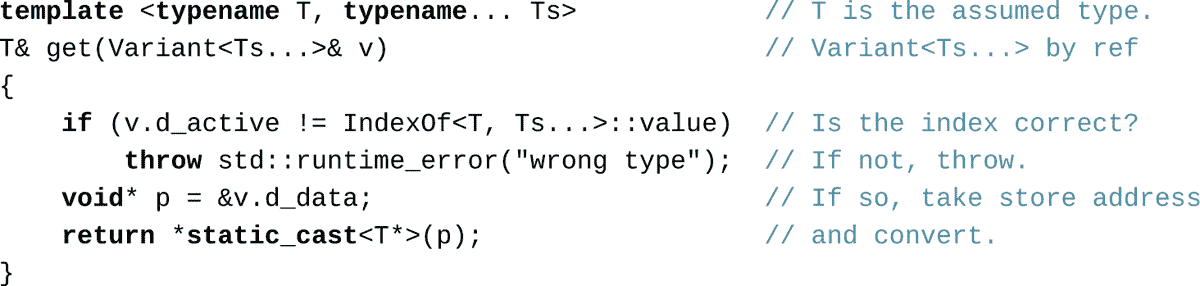 template <typename T, typename... Ts>            // T is the assumed type.
T& get(Variant<Ts...>& v)                        // Variant<Ts...> by ref
{
    if (v.d_active != IndexOf<T, Ts...>::value)  // Is the index correct?
        throw std::runtime_error("wrong type");  // If not, throw.
    void* p = &v.d_data;                         // If so, take store address
    return *static_cast<T*>(p);                  // and convert.
}